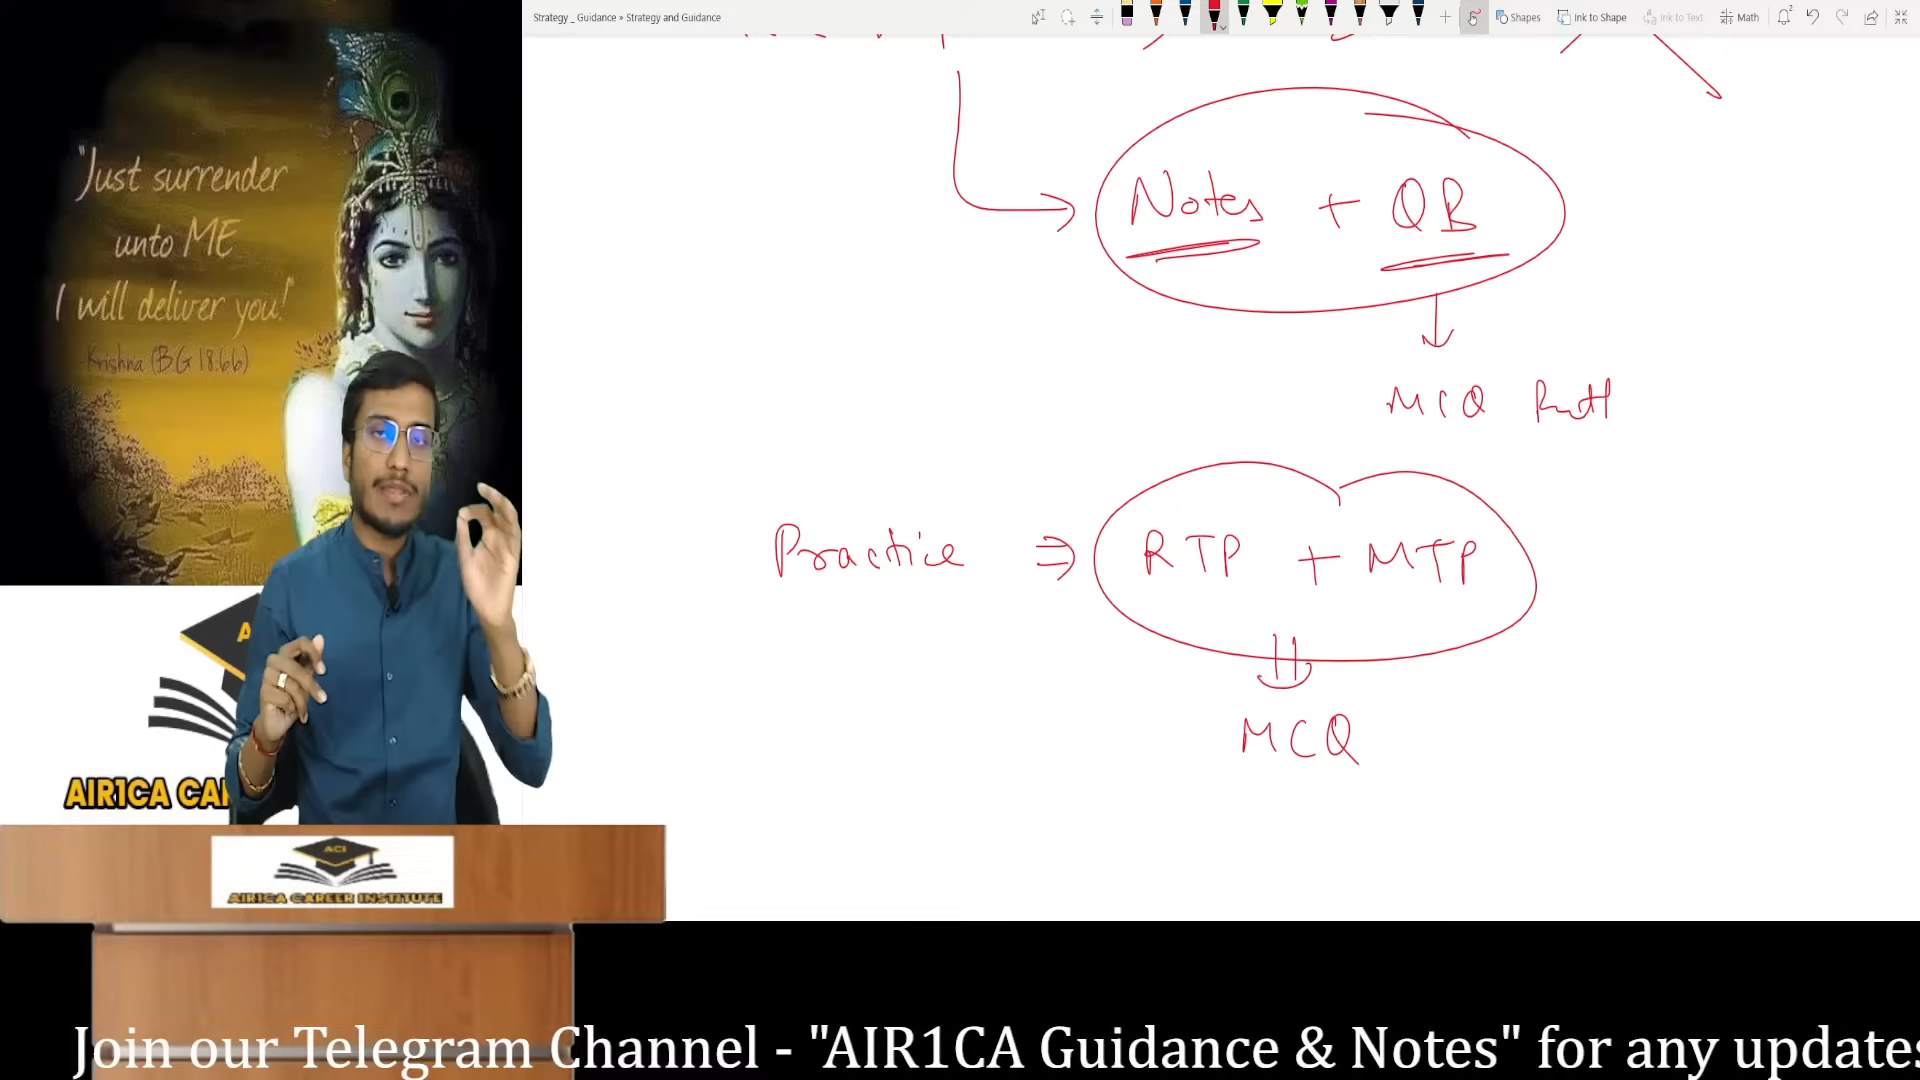 Strategy _ Guidance » Strategy and Guidance
Shapes
Ink to Shape
Ink to Text
Math
"Just surrender
unto ME
I will deliver you!"
Krishna (BG 18:66)
Notes + QB
MCQ
Practice ⇒ RTP + MTP
MCQ
AIR1CA CA
ACI
AIR1CA CAREER INSTITUTE
Join our Telegram Channel - "AIR1CA Guidance & Notes" for any updates